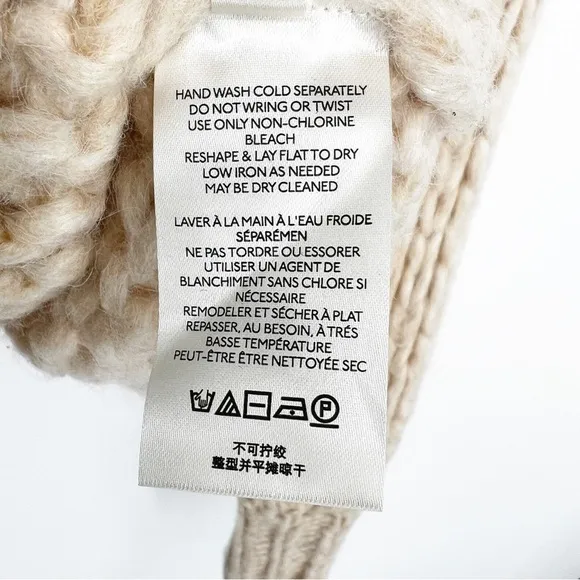 HAND WASH COLD SEPARATELY
DO NOT WRING OR TWIST
USE ONLY NON-CHLORINE
BLEACH
RESHAPE & LAY FLAT TO DRY
LOW IRON AS NEEDED
MAY BE DRY CLEANED
LAVER À LA MAIN À L'EAU FROIDE
SÉPARÉMEN
NE PAS TORDRE OU ESSORER
UTILISER UN AGENT DE
BLANCHIMENT SANS CHLORE SI
NÉCESSAIRE
REMODELER ET SÉCHER À PLAT
REPASSER, AU BESOIN, À TRÉS
BASSE TEMPÉRATURE
PEUT-ÊTRE ÊTRE NETTOYÉE SEC
P
不可拧绞
整型并平摊晾干